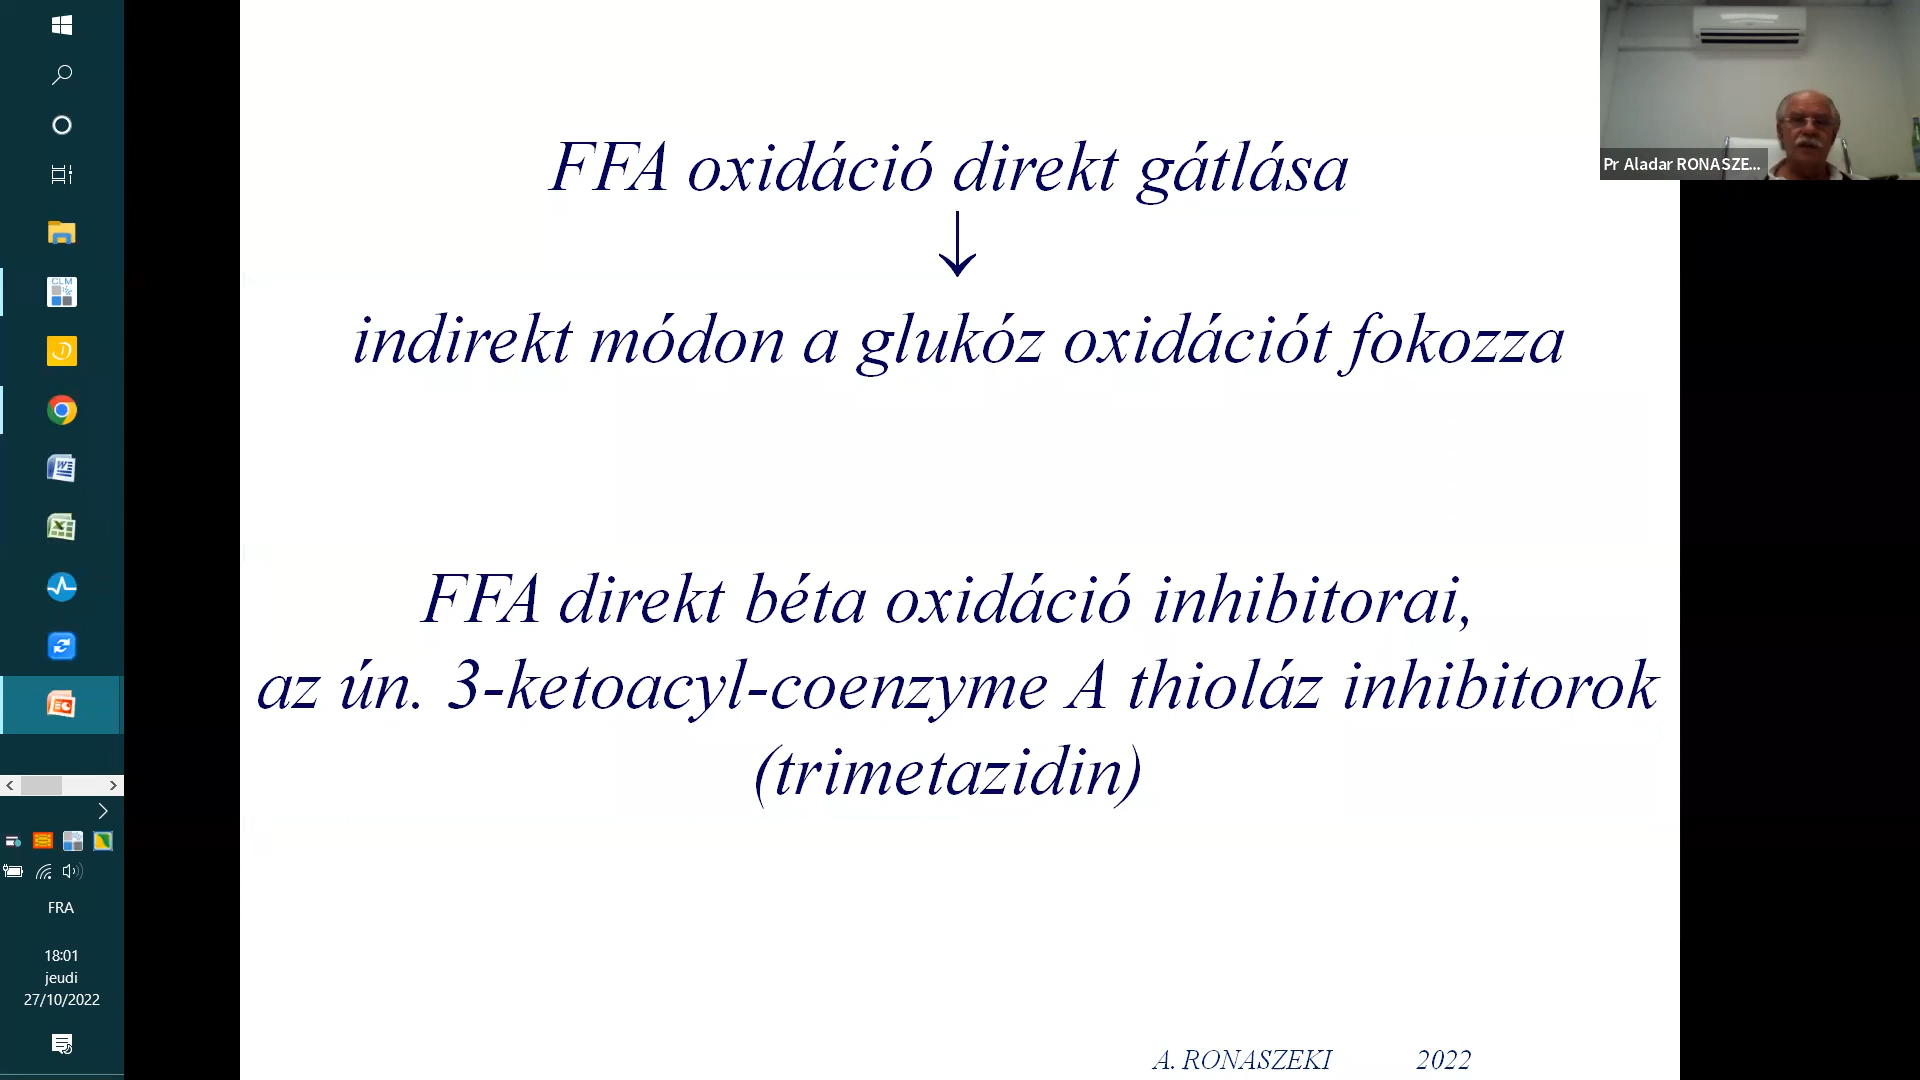 FFA oxidáció direkt gátlása
↓
indirekt módon a glukóz oxidációt fokozza
FFA direkt béta oxidáció inhibitorai,
az ún. 3-ketoacyl-coenzyme A thioláz inhibitorok
(trimetazidin)
A. RONASZEKI 2022
Pr Aladar RONASZE...
CLM
FRA
18:01
jeudi
27/10/2022